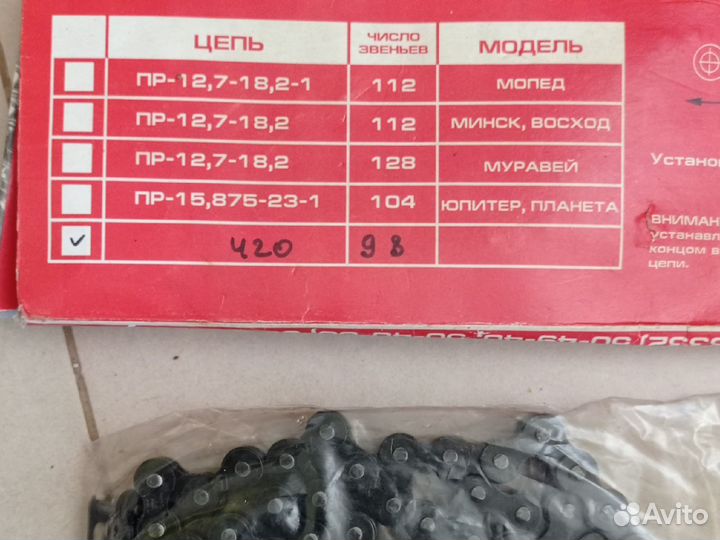 ЦЕПЬ ЧИСЛО ЗВЕНЬЕВ МОДЕЛЬ
ПР-12,7-18,2-1 112 МОПЕД
ПР-12,7-18,2 112 МИНСК, ВОСХОД
ПР-12,7-18,2 128 МУРАВЕЙ
ПР-15,875-23-1 104 ЮПИТЕР, ПЛАНЕТА
✓ 420 98
Устано
ВНИМАН
устанавл
концом в
цепи.
Avito